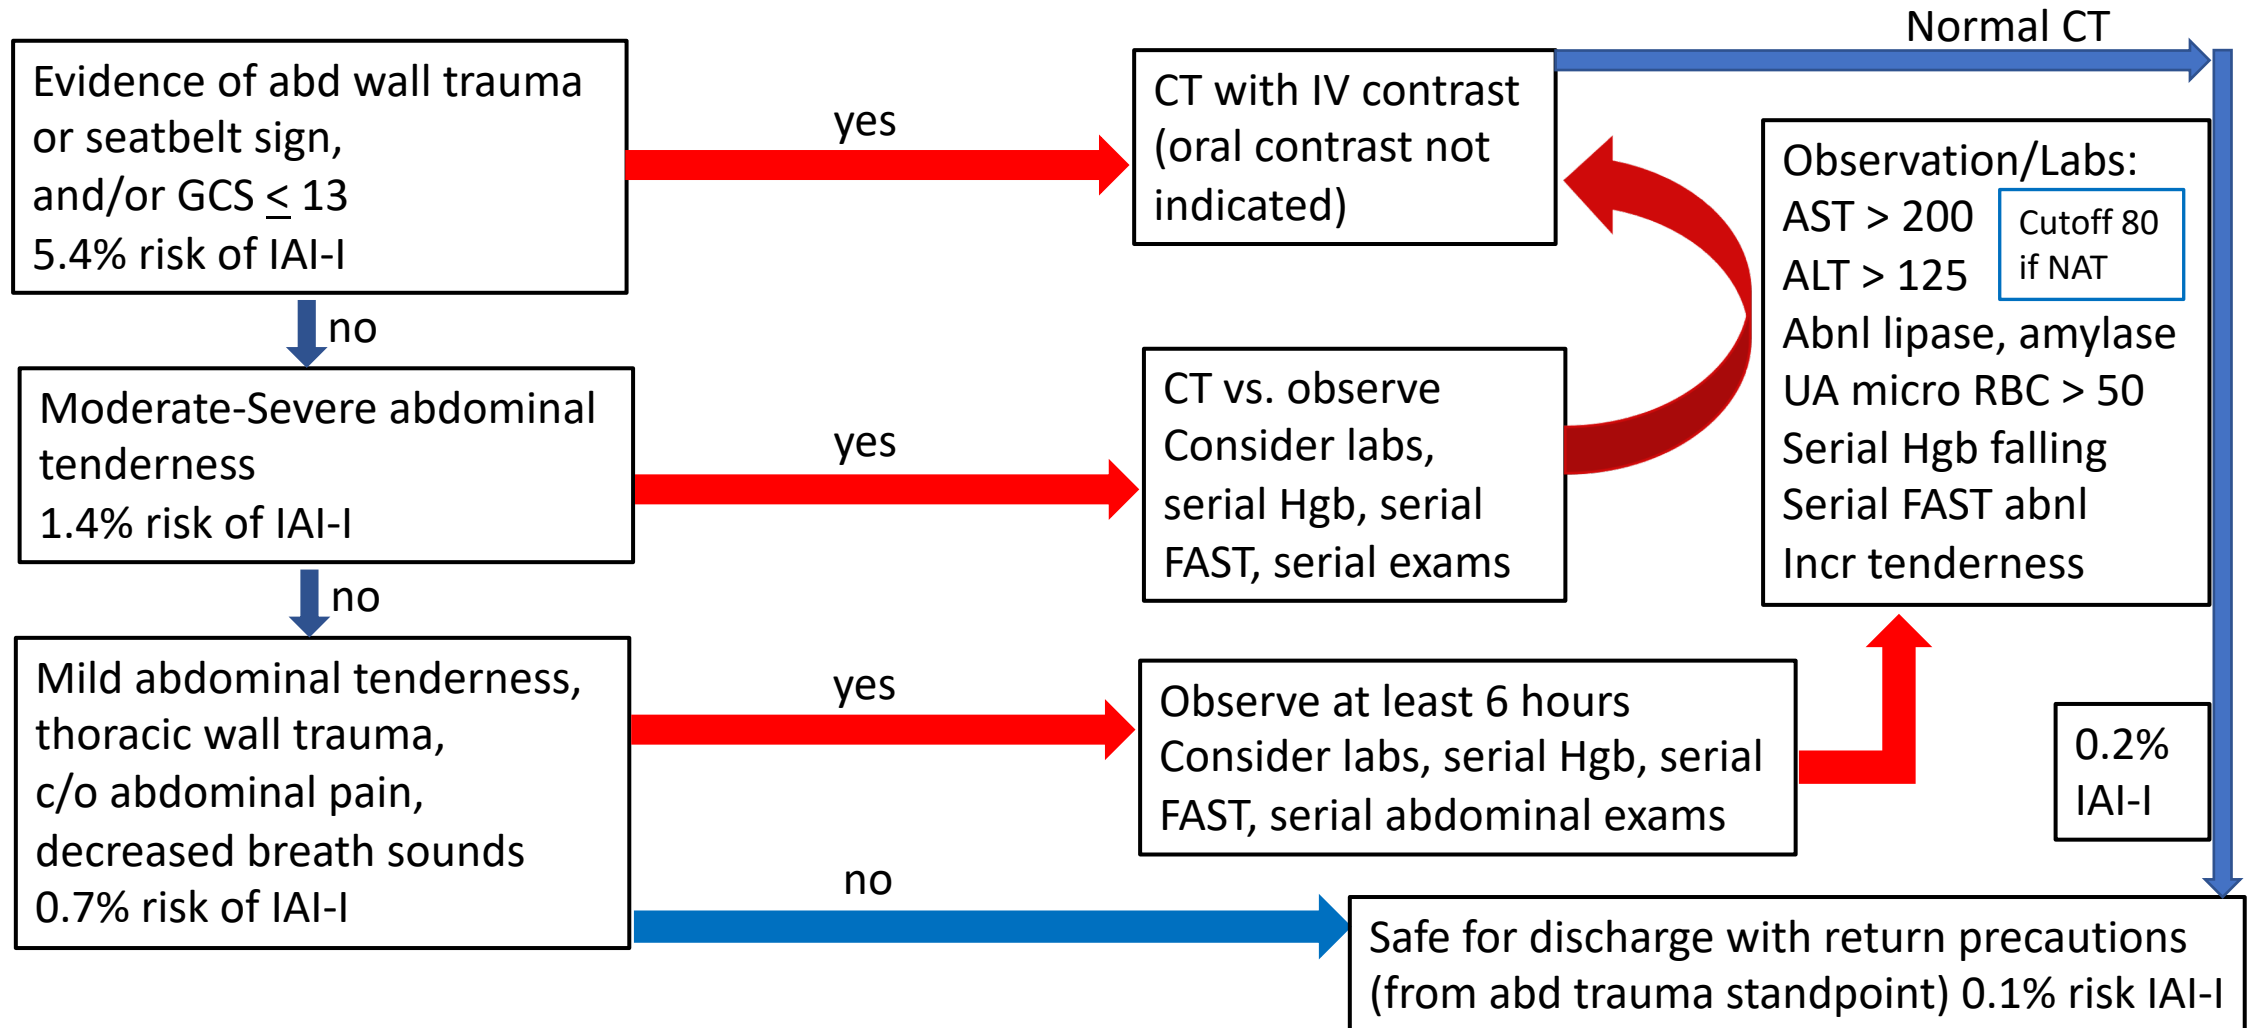 Normal CT
Evidence of abd wall trauma
or seatbelt sign,
and/or GCS < 13
5.4% risk of IAI-I
yes
CT with IV contrast
(oral contrast not
indicated)
Observation/Labs:
AST > 200
ALT > 125
Cutoff 80
if NAT
Abnl lipase, amylase
UA micro RBC > 50
Serial Hgb falling
Serial FAST abnl
Incr tenderness
no
Moderate-Severe abdominal
tenderness
1.4% risk of IAI-I
yes
CT vs. observe
Consider labs,
serial Hgb, serial
FAST, serial exams
no
Mild abdominal tenderness,
thoracic wall trauma,
c/o abdominal pain,
decreased breath sounds
0.7% risk of IAI-I
yes
Observe at least 6 hours
Consider labs, serial Hgb, serial
FAST, serial abdominal exams
0.2%
IAI-I
no
Safe for discharge with return precautions
(from abd trauma standpoint) 0.1% risk IAI-I